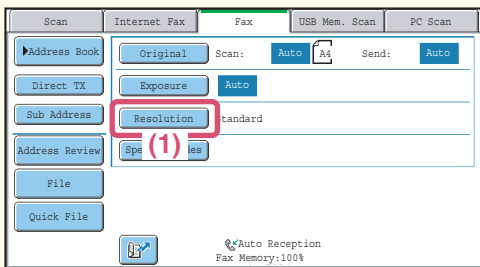 Scan Internet Fax Fax USB Mem. Scan PC Scan
Address Book Original Scan: Auto A4 Send: Auto
Direct TX Exposure Auto
Sub Address Resolution Standard
Address Review (1)
File
Quick File
Auto Reception
Fax Memory:100%